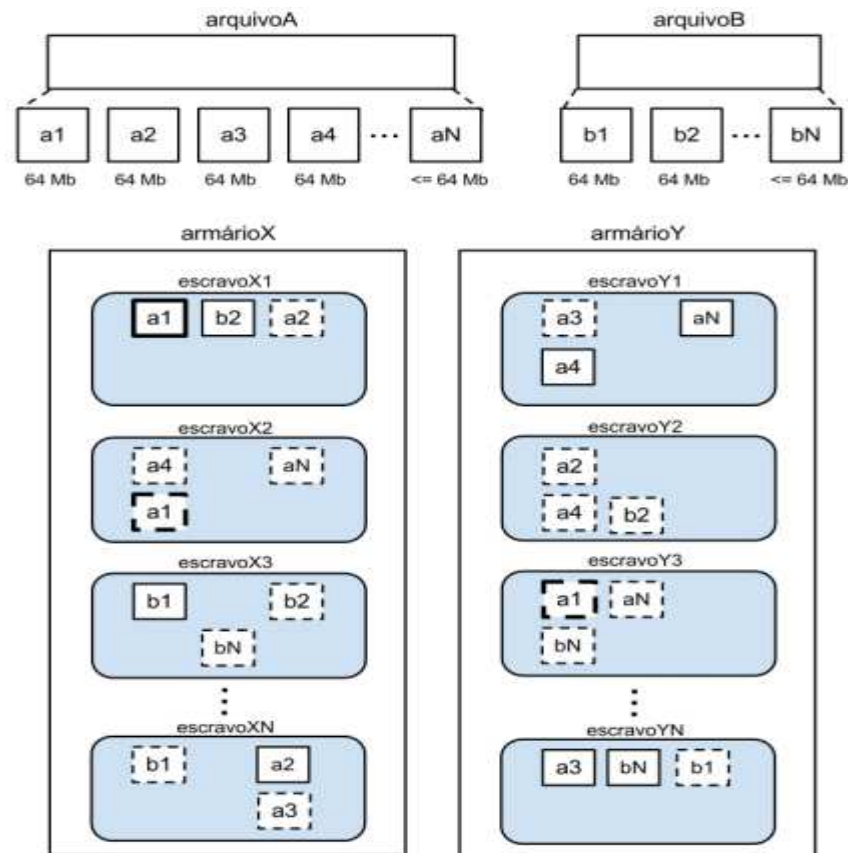 arquivoA
arquivoB
a1 a2 a3 a4 ... aN
b1 b2 ... bN
64 Mb 64 Mb 64 Mb 64 Mb <= 64 Mb
64 Mb 64 Mb <= 64 Mb
armárioX
escravoX1
a1 b2 a2
escravoX2
a4 aN
a1
escravoX3
b1 b2
bN
escravoXN
b1 a2
a3
armárioY
escravoY1
a3 aN
a4
escravoY2
a2
a4 b2
escravoY3
a1 aN
bN
escravoYN
a3 bN b1